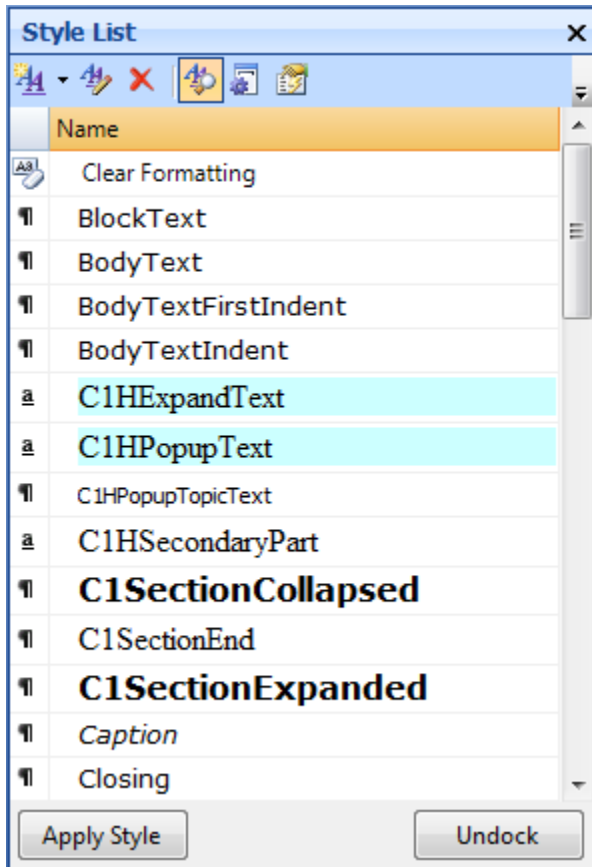 Style List
Name
Clear Formatting
¶ BlockText
¶ BodyText
¶ BodyTextFirstIndent
¶ BodyTextIndent
a C1HExpandText
a C1HPopupText
¶ C1HPopupTopicText
a C1HSecondaryPart
¶ C1SectionCollapsed
¶ C1SectionEnd
¶ C1SectionExpanded
¶ Caption
¶ Closing
Apply Style Undock